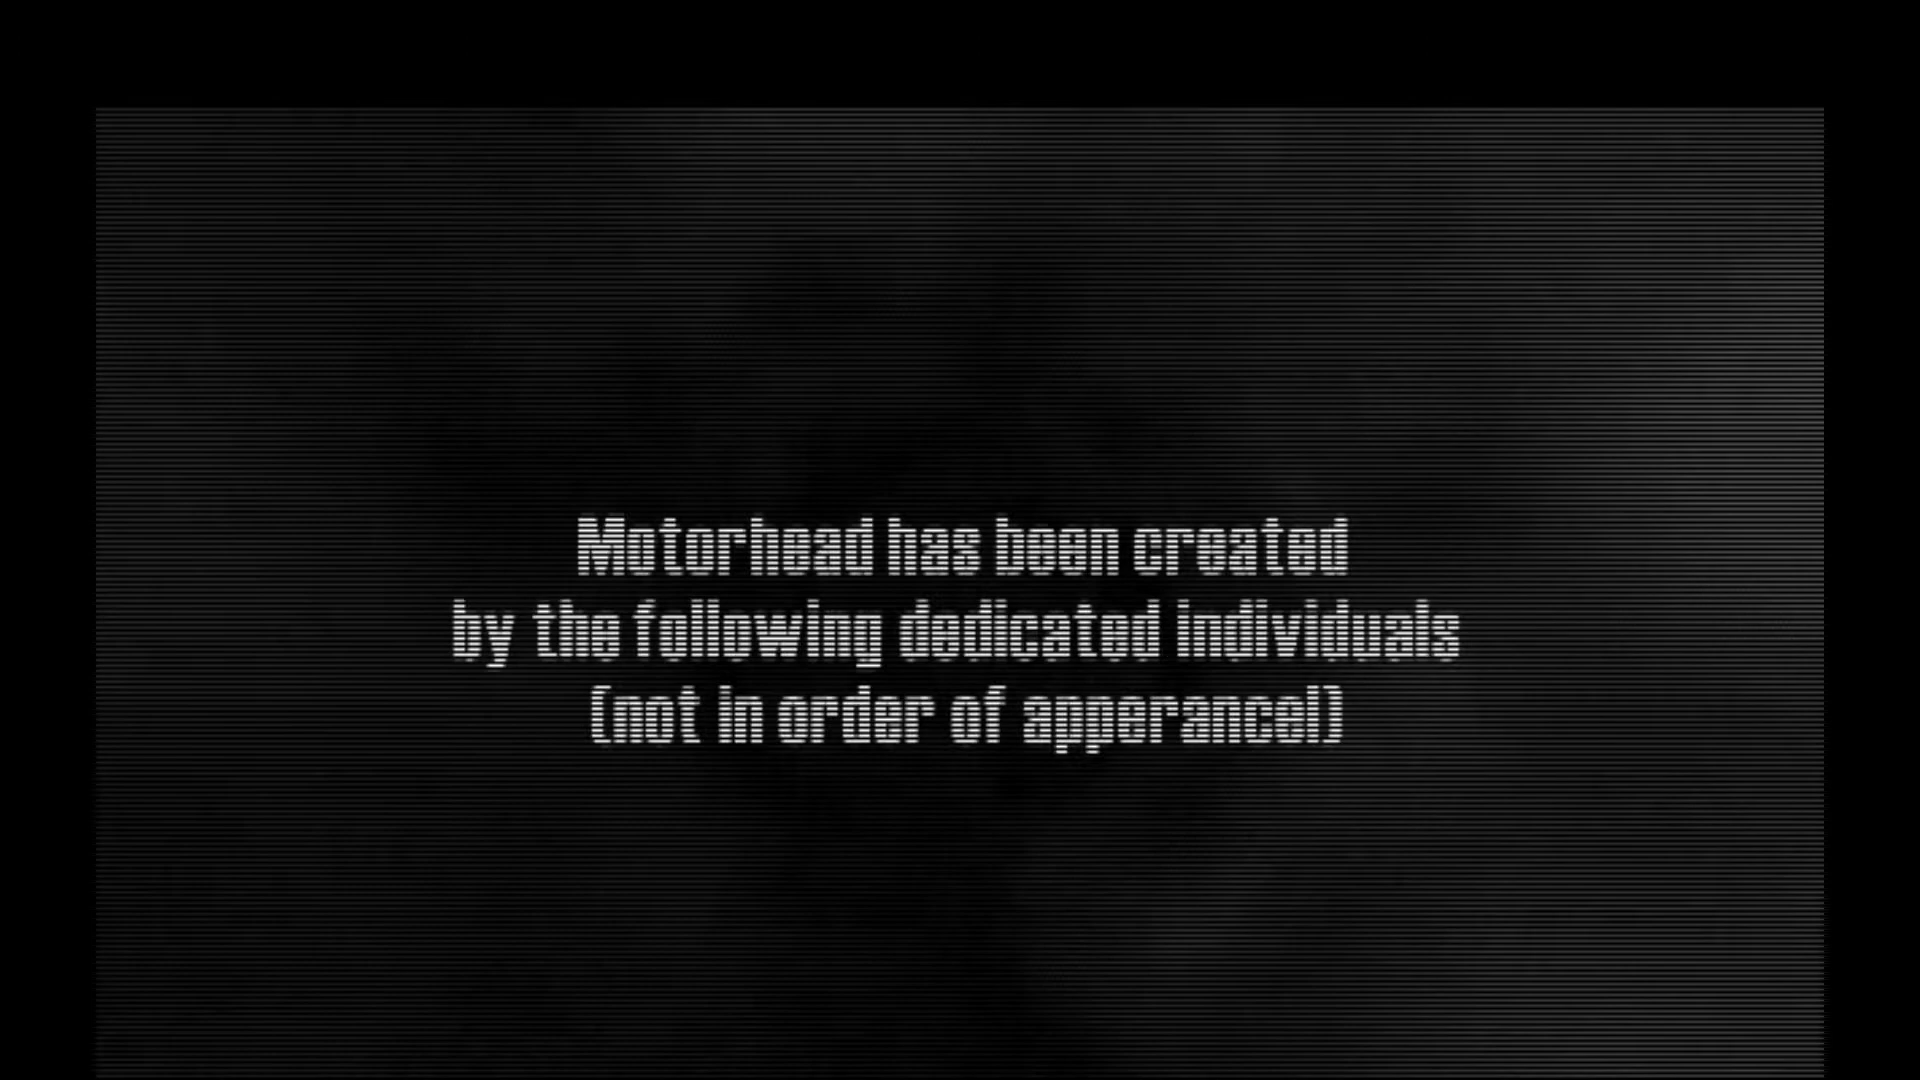 Motorhead has been created
by the following dedicated individuals
(not in order of apperance!)